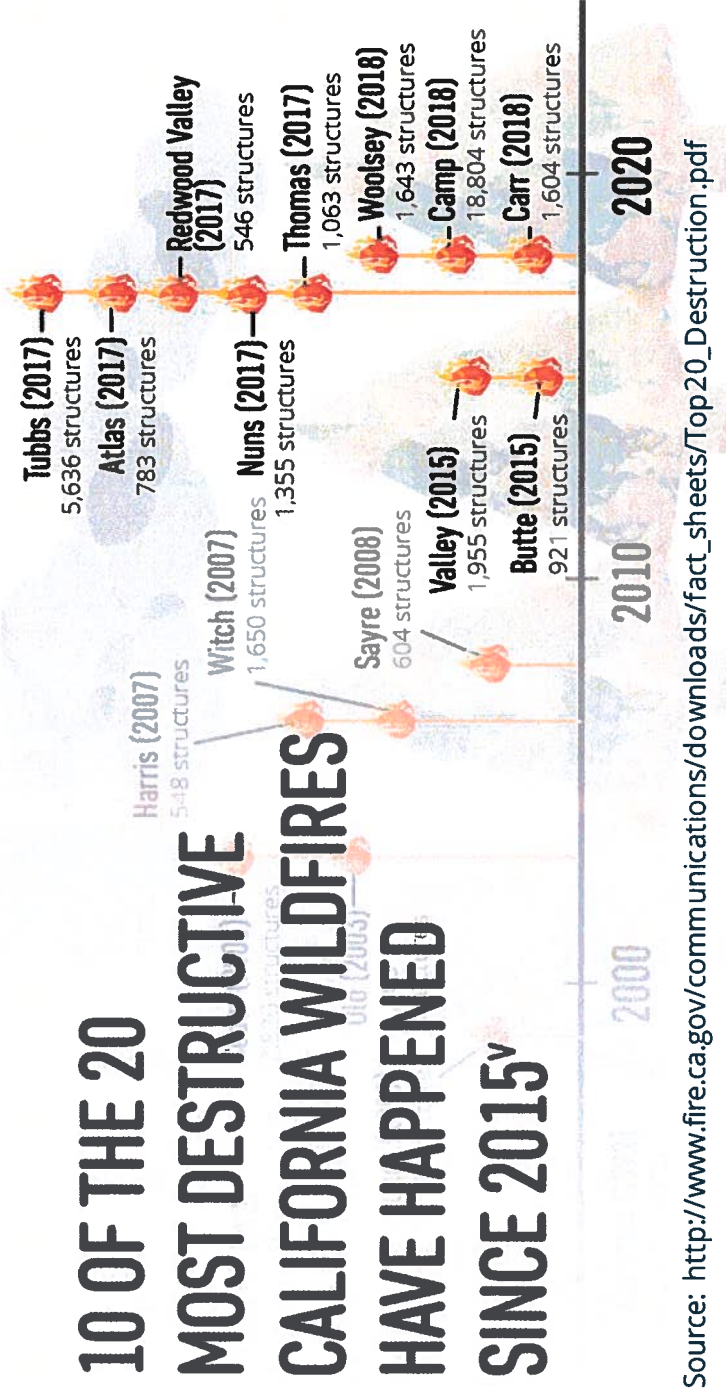 10 OF THE 20
MOST DESTRUCTIVE
CALIFORNIA WILDFIRES
HAVE HAPPENED
SINCE 2015ᵛ
Harris (2007)
548 structures
Witch (2007)
1,650 structures
Sayre (2008)
604 structures
Tubbs (2017)
5,636 structures
Atlas (2017)
783 structures
Redwood Valley
(2017)
546 structures
Nuns (2017)
1,355 structures
Thomas (2017)
1,063 structures
Valley (2015)
1,955 structures
Butte (2015)
921 structures
Woolsey (2018)
1,643 structures
Camp (2018)
18,804 structures
Carr (2018)
1,604 structures
2000
2010
2020
Source: http://www.fire.ca.gov/communications/downloads/fact_sheets/Top20_Destruction.pdf